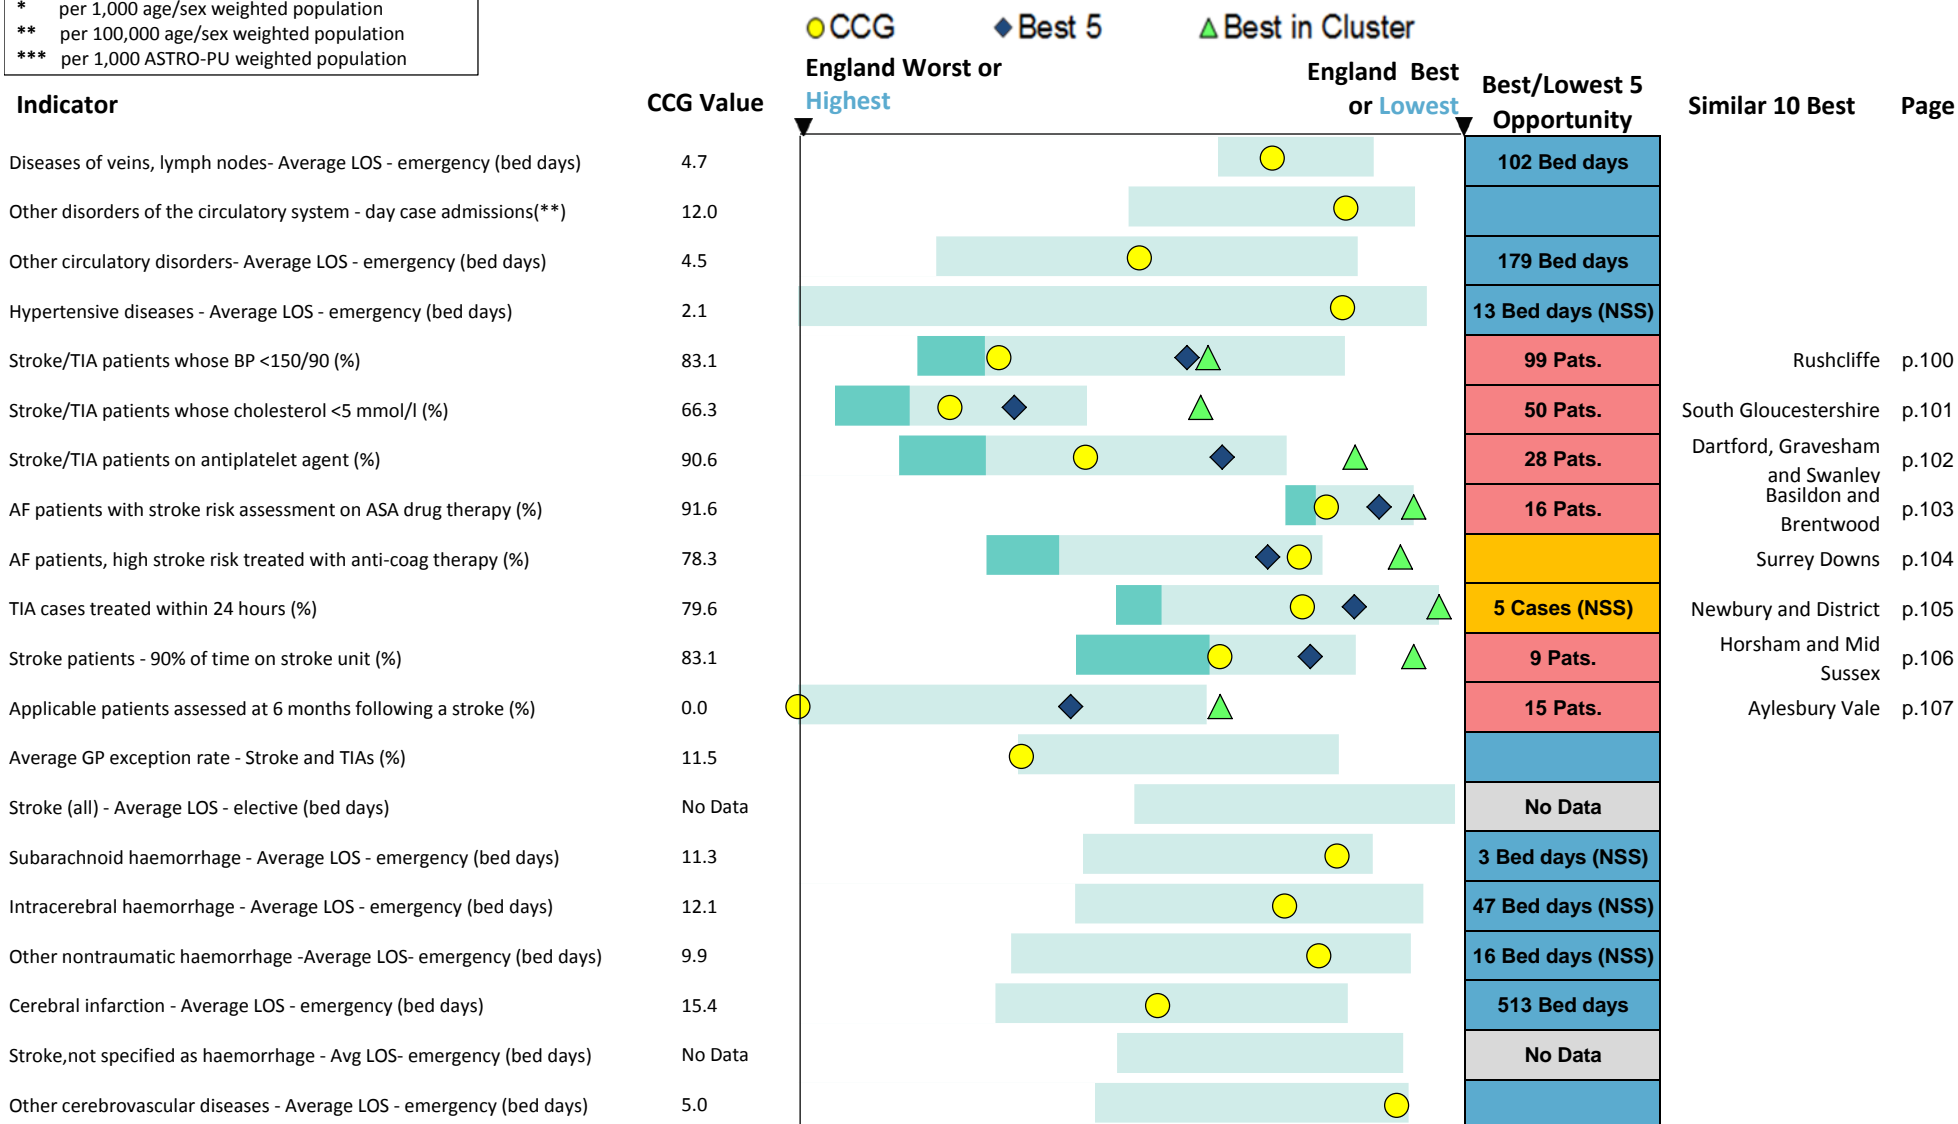 * per 1,000 age/sex weighted population
** per 100,000 age/sex weighted population
*** per 1,000 ASTRO-PU weighted population
CCG Best 5 Best in Cluster
England Worst or Highest
England Best or Lowest
Indicator CCG Value Best/Lowest 5 Opportunity Similar 10 Best Page
Diseases of veins, lymph nodes- Average LOS - emergency (bed days) 4.7 102 Bed days
Other disorders of the circulatory system - day case admissions(**) 12.0
Other circulatory disorders- Average LOS - emergency (bed days) 4.5 179 Bed days
Hypertensive diseases - Average LOS - emergency (bed days) 2.1 13 Bed days (NSS)
Stroke/TIA patients whose BP <150/90 (%) 83.1 99 Pats. Rushcliffe p.100
Stroke/TIA patients whose cholesterol <5 mmol/l (%) 66.3 50 Pats. South Gloucestershire p.101
Stroke/TIA patients on antiplatelet agent (%) 90.6 28 Pats. Dartford, Gravesham and Swanley p.102
AF patients with stroke risk assessment on ASA drug therapy (%) 91.6 16 Pats. Basildon and Brentwood p.103
AF patients, high stroke risk treated with anti-coag therapy (%) 78.3 Surrey Downs p.104
TIA cases treated within 24 hours (%) 79.6 5 Cases (NSS) Newbury and District p.105
Stroke patients - 90% of time on stroke unit (%) 83.1 9 Pats. Horsham and Mid Sussex p.106
Applicable patients assessed at 6 months following a stroke (%) 0.0 15 Pats. Aylesbury Vale p.107
Average GP exception rate - Stroke and TIAs (%) 11.5
Stroke (all) - Average LOS - elective (bed days) No Data No Data
Subarachnoid haemorrhage - Average LOS - emergency (bed days) 11.3 3 Bed days (NSS)
Intracerebral haemorrhage - Average LOS - emergency (bed days) 12.1 47 Bed days (NSS)
Other nontraumatic haemorrhage -Average LOS- emergency (bed days) 9.9 16 Bed days (NSS)
Cerebral infarction - Average LOS - emergency (bed days) 15.4 513 Bed days
Stroke,not specified as haemorrhage - Avg LOS- emergency (bed days) No Data No Data
Other cerebrovascular diseases - Average LOS - emergency (bed days) 5.0